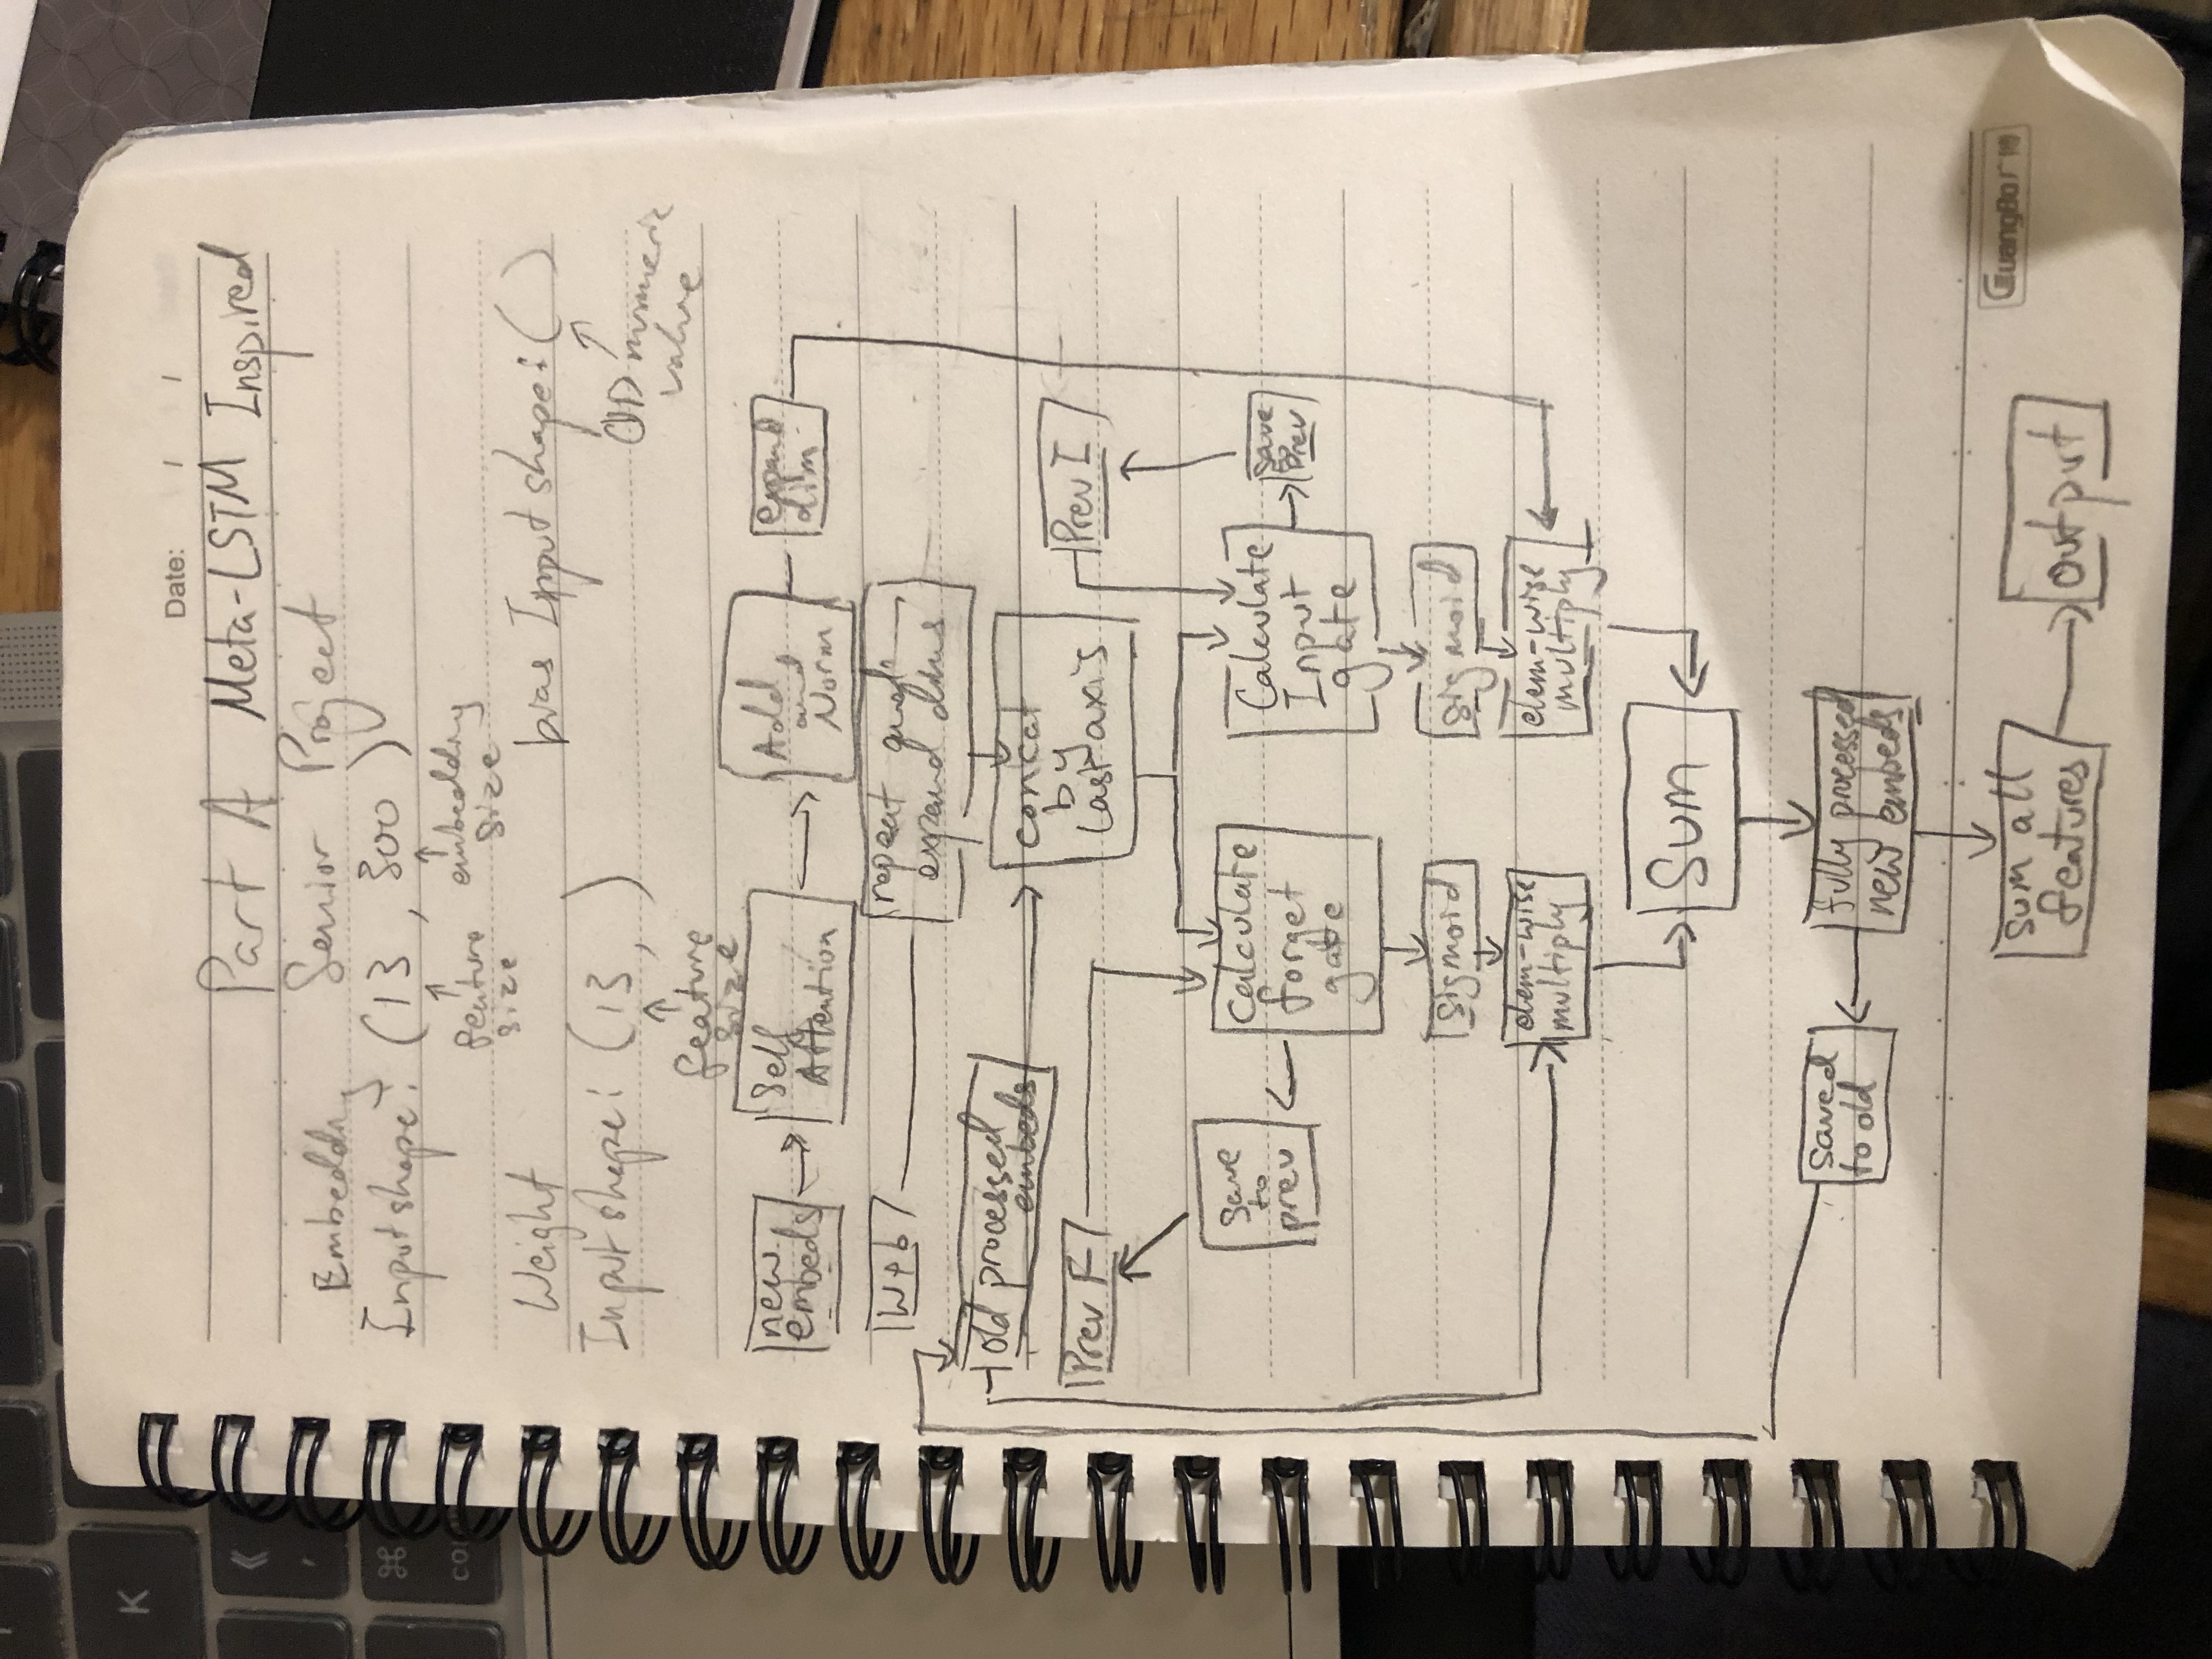 K
⌘
Date: / /
Part A Meta-LSTM Inspired
Senior Project
Embedding
Input shape: (13, 300)
feature size
embedding size
Weight
Input shape: (13, )
feature size
bias Input shape: ( )
0D numeric value
new embeds
Self Attention
Add and Norm
expand dim
W+b
repeat and expand dims
old processed embeds
concat by last axis
Prev F
Prev I
save to prev
Calculate forget gate
Calculate Input gate
save to prev
sigmoid
sigmoid
elem-wise multiply
elem-wise multiply
Sum
saved to old
fully processed new embeds
sum all features
output
GuangBo